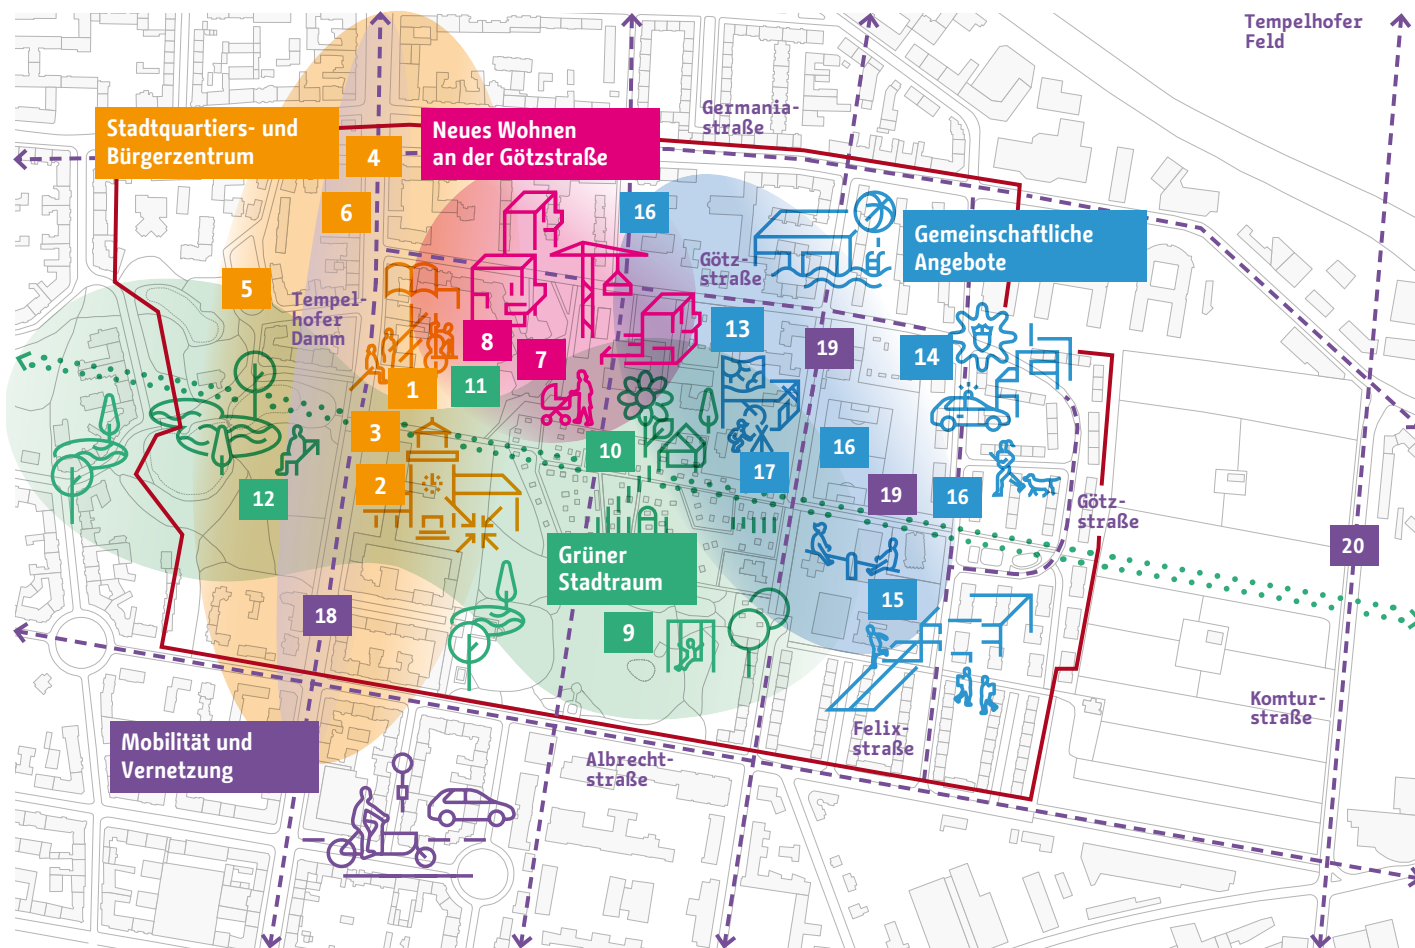 Tempelhofer
Feld
Germania-
straße
Stadtquartiers- und
Bürgerzentrum
Neues Wohnen
an der Götzstraße
4
6
16
Gemeinschaftliche
Angebote
Götz-
straße
5
Tempel-
hofer
Damm
13
8
7
19
14
11
1
3
10
16
17
2
12
19
16
Götz-
straße
20
Grüner
Stadtraum
15
18
9
Komtur-
straße
Mobilität und
Vernetzung
Felix-
straße
Albrecht-
straße